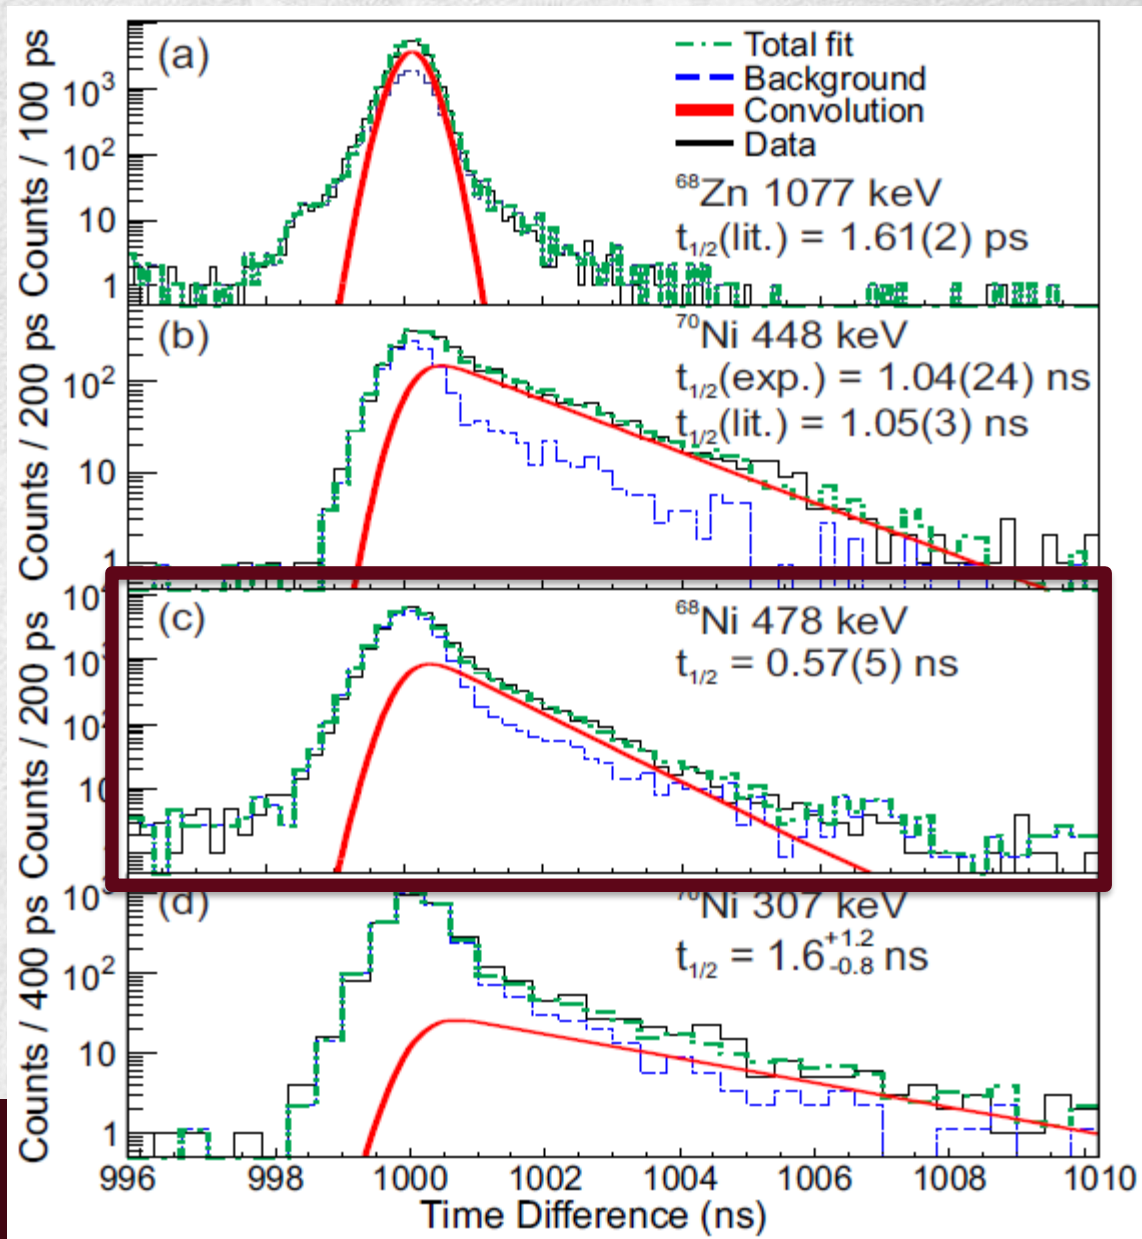 (a)
Total fit
Background
Convolution
Data
⁶⁸Zn 1077 keV
t₁/₂(lit.) = 1.61(2) ps
Counts / 100 ps
10³
10²
10
1
(b)
⁷⁰Ni 448 keV
t₁/₂(exp.) = 1.04(24) ns
t₁/₂(lit.) = 1.05(3) ns
Counts / 200 ps
10²
10
1
(c)
⁶⁸Ni 478 keV
t₁/₂ = 0.57(5) ns
Counts / 200 ps
10
(d)
⁷⁰Ni 307 keV
t₁/₂ = 1.6 +1.2 -0.8 ns
Counts / 400 ps
10²
10
1
996 998 1000 1002 1004 1006 1008 1010
Time Difference (ns)